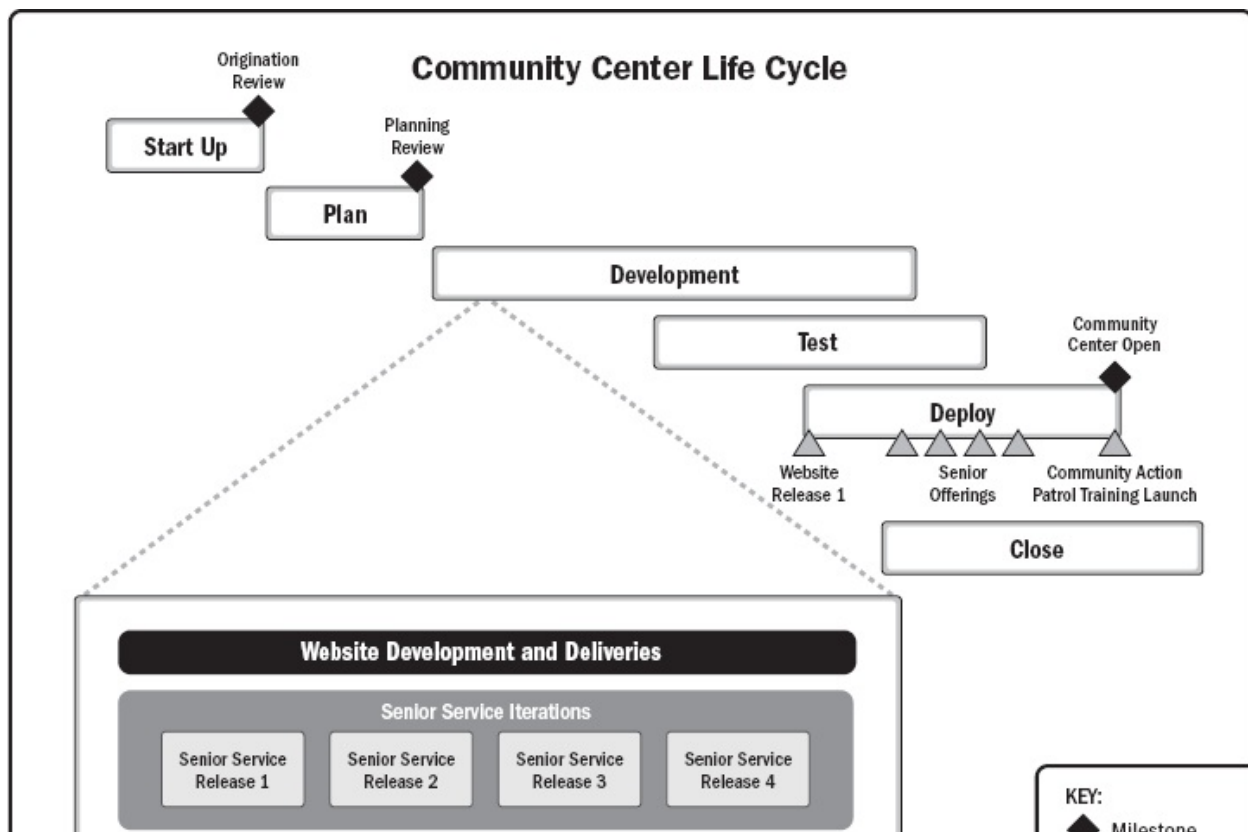 Community Center Life Cycle
Origination
Review
Start Up
Planning
Review
Plan
Development
Test
Community
Center Open
Deploy
Website
Release 1
Senior
Offerings
Community Action
Patrol Training Launch
Close
Website Development and Deliveries
Senior Service Iterations
Senior Service
Release 1
Senior Service
Release 2
Senior Service
Release 3
Senior Service
Release 4
KEY:
Milestone